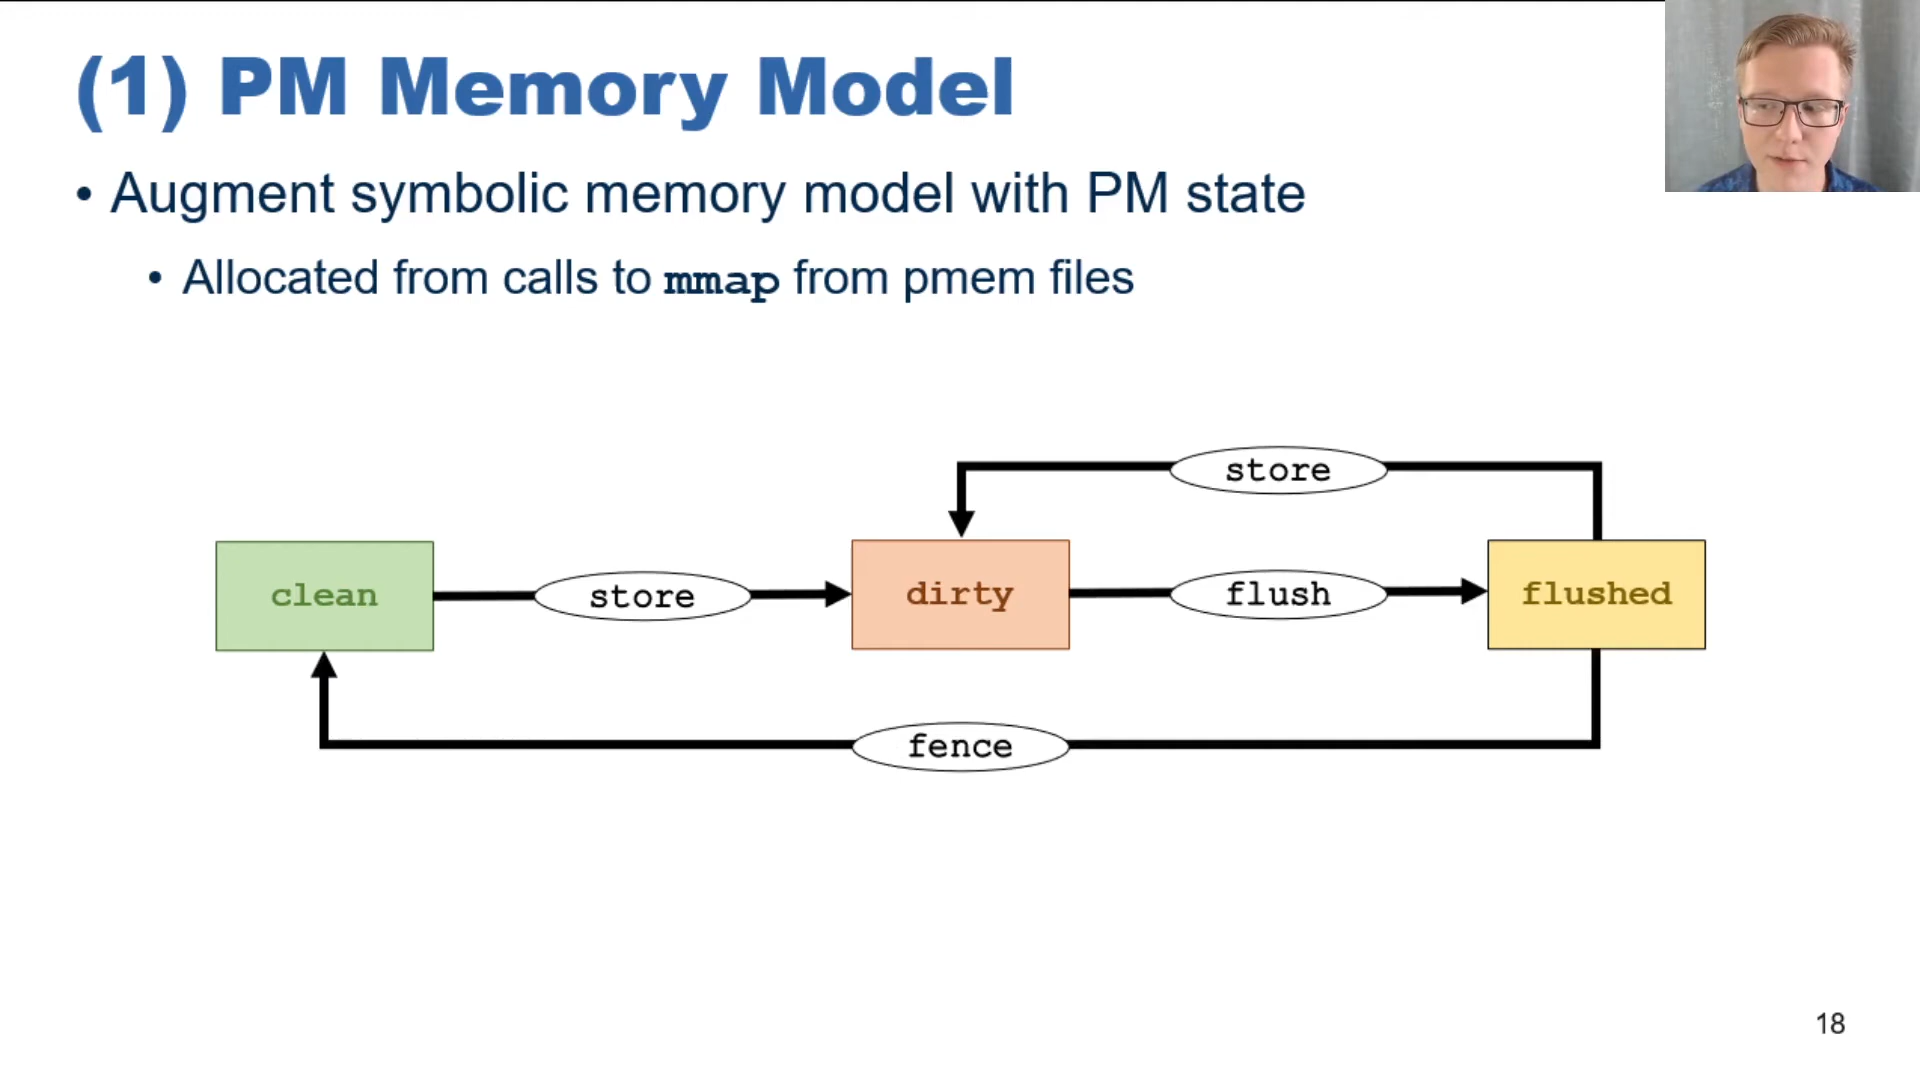 (1) PM Memory Model
• Augment symbolic memory model with PM state
• Allocated from calls to mmap from pmem files
store
clean
store
dirty
flush
flushed
fence
18